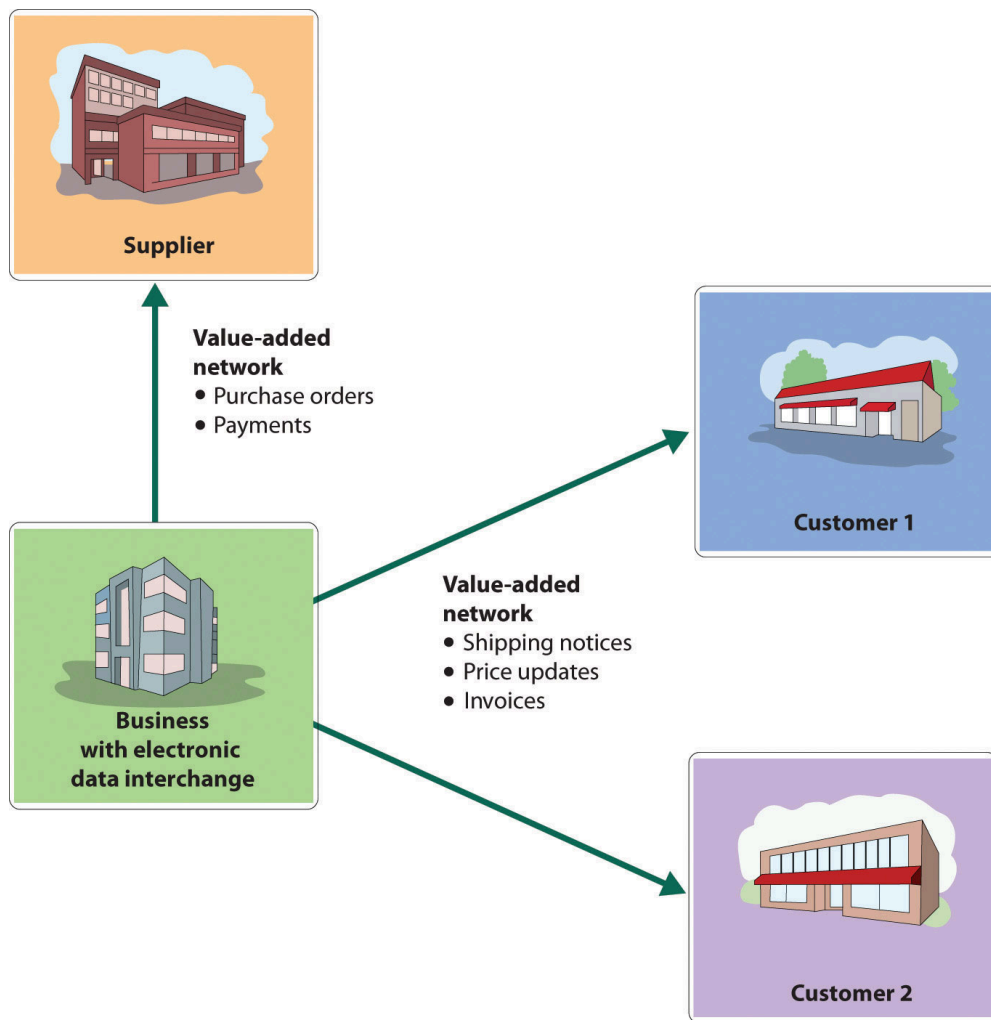 Supplier
Value-added
network
• Purchase orders
• Payments
Customer 1
Value-added
network
• Shipping notices
• Price updates
• Invoices
Business
with electronic
data interchange
Customer 2